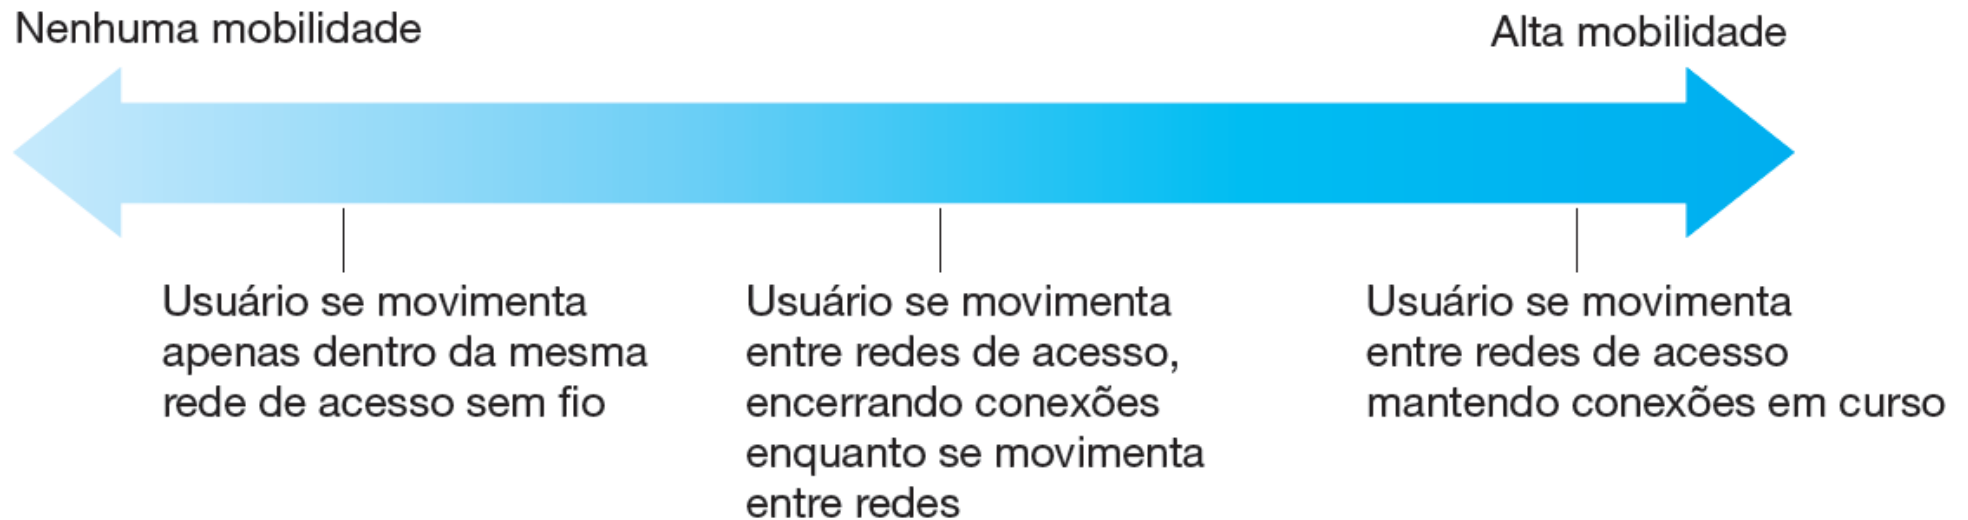 Nenhuma mobilidade
Alta mobilidade
Usuário se movimenta
apenas dentro da mesma
rede de acesso sem fio
Usuário se movimenta
entre redes de acesso,
encerrando conexões
enquanto se movimenta
entre redes
Usuário se movimenta
entre redes de acesso
mantendo conexões em curso